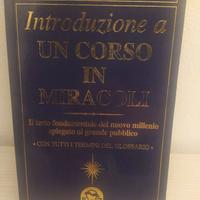 Introduzione a
UN CORSO
IN
MIRACOLI
Il testo fondamentale del nuovo millennio
spiegato al grande pubblico
• CON TUTTI I TERMINI DEL GLOSSARIO •